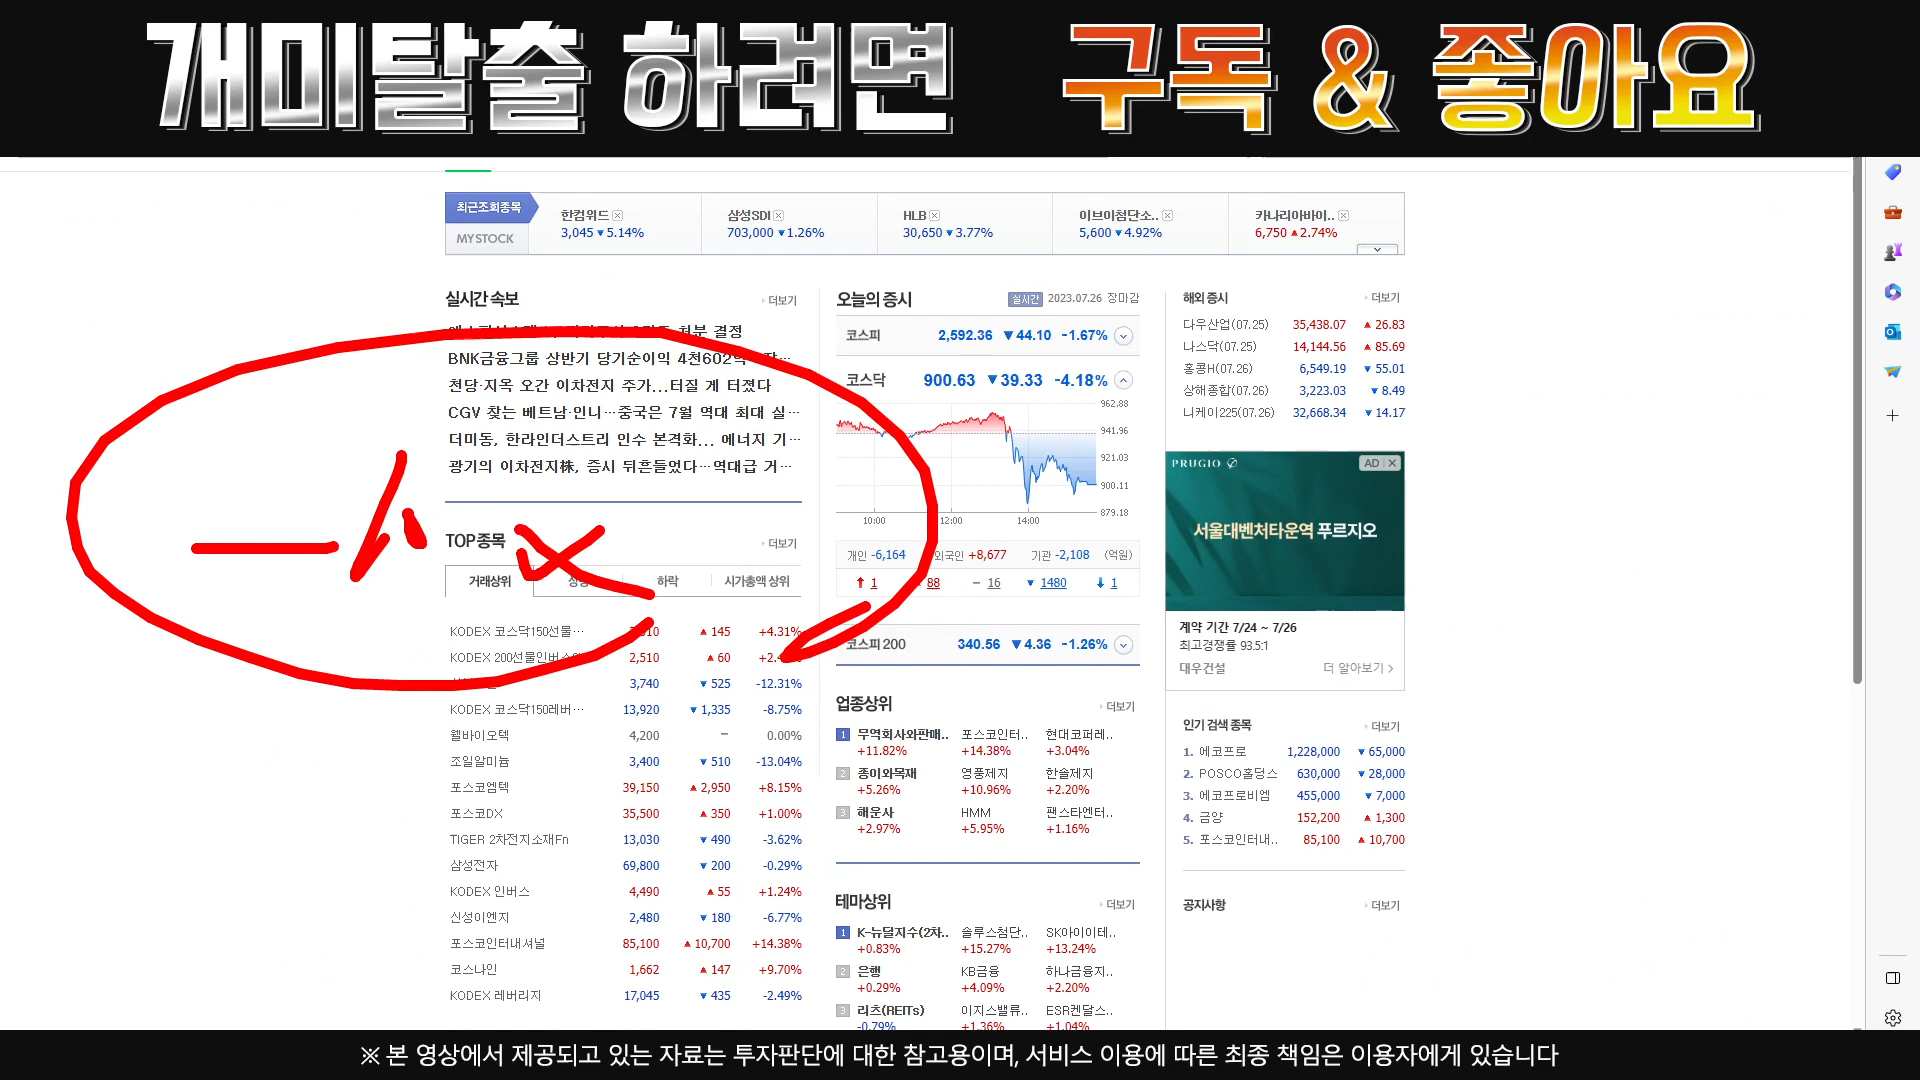 개미탈출 하려면 구독 & 좋아요
최근조회종목
MYSTOCK
한컴위드
3,045 ▼5.14%
삼성SDI
703,000 ▼1.26%
HLB
30,650 ▼3.77%
이브이첨단소..
5,600 ▼4.92%
카나리아바이..
6,750 ▲2.74%
실시간 속보 더보기
처분 결정
BNK금융그룹 상반기 당기순이익 4천602억
천당·지옥 오간 이차전지 주가...터질 게 터졌다
CGV 찾는 베트남·인니…중국은 7월 역대 최대 실…
더미동, 한라인더스트리 인수 본격화... 에너지 기…
광기의 이차전지株, 증시 뒤흔들었다…역대급 거…
TOP종목 더보기
거래상위 하락 시가총액 상위
KODEX 코스닥150선물… ▲ 145 +4.31%
KODEX 200선물인버스 2,510 ▲ 60
3,740 ▼ 525 -12.31%
KODEX 코스닥150레버… 13,920 ▼ 1,335 -8.75%
웰바이오텍 4,200 - 0.00%
조일알미늄 3,400 ▼ 510 -13.04%
포스코엠텍 39,150 ▲ 2,950 +8.15%
포스코DX 35,500 ▲ 350 +1.00%
TIGER 2차전지소재Fn 13,030 ▼ 490 -3.62%
삼성전자 69,800 ▼ 200 -0.29%
KODEX 인버스 4,490 ▲ 55 +1.24%
신성이엔지 2,480 ▼ 180 -6.77%
포스코인터내셔널 85,100 ▲ 10,700 +14.38%
코스나인 1,662 ▲ 147 +9.70%
KODEX 레버리지 17,045 ▼ 435 -2.49%
오늘의 증시 실시간 2023.07.26 장마감
코스피 2,592.36 ▼44.10 -1.67%
코스닥 900.63 ▼39.33 -4.18%
962.88
941.96
921.03
900.11
879.18
10:00 12:00 14:00
개인 -6,164 외국인 +8,677 기관 -2,108 (억원)
↑ 1 88 - 16 ▼ 1480 ↓ 1
코스피200 340.56 ▼4.36 -1.26%
업종상위 더보기
1 무역회사와판매.. 포스코인터.. 현대코퍼레..
+11.82% +14.38% +3.04%
2 종이와목재 영풍제지 한솔제지
+5.26% +10.96% +2.20%
3 해운사 HMM 팬스타엔터..
+2.97% +5.95% +1.16%
테마상위 더보기
1 K-뉴딜지수(2차.. 솔루스첨단.. SK아이이테..
+0.83% +15.27% +13.24%
2 은행 KB금융 하나금융지..
+0.29% +4.09% +2.20%
3 리츠(REITs) 이지스밸류.. ESR켄달스..
-0.79% +1.36% +1.04%
해외 증시 더보기
다우산업(07.25) 35,438.07 ▲ 26.83
나스닥(07.25) 14,144.56 ▲ 85.69
홍콩H(07.26) 6,549.19 ▼ 55.01
상해종합(07.26) 3,223.03 ▼ 8.49
니케이225(07.26) 32,668.34 ▼ 14.17
PRUGIO AD
서울대벤처타운역 푸르지오
계약 기간 7/24 ~ 7/26
최고경쟁률 93.5:1
대우건설 더 알아보기
인기 검색 종목 더보기
1. 에코프로 1,228,000 ▼ 65,000
2. POSCO홀딩스 630,000 ▼ 28,000
3. 에코프로비엠 455,000 ▼ 7,000
4. 금양 152,200 ▲ 1,300
5. 포스코인터내.. 85,100 ▲ 10,700
공지사항 더보기
※ 본 영상에서 제공되고 있는 자료는 투자판단에 대한 참고용이며, 서비스 이용에 따른 최종 책임은 이용자에게 있습니다